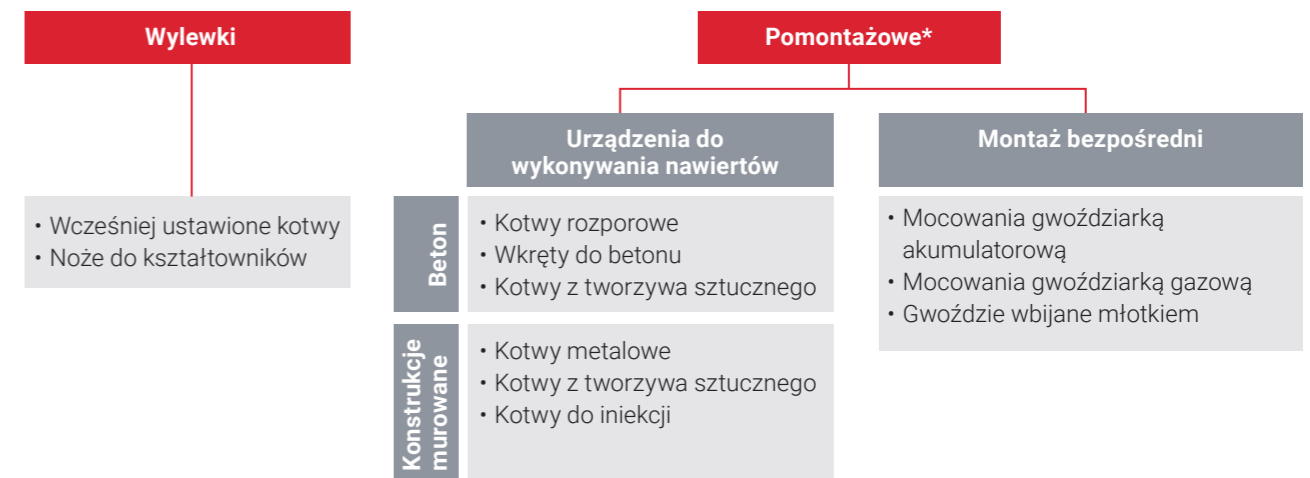 Wylewki
Pomontażowe*
Urządzenia do
wykonywania nawiertów
Montaż bezpośredni
• Wcześniej ustawione kotwy
• Noże do kształtowników
Beton
• Kotwy rozporowe
• Wkręty do betonu
• Kotwy z tworzywa sztucznego
• Mocowania gwoździarką
akumulatorową
• Mocowania gwoździarką gazową
• Gwoździe wbijane młotkiem
Konstrukcje
murowane
• Kotwy metalowe
• Kotwy z tworzywa sztucznego
• Kotwy do iniekcji